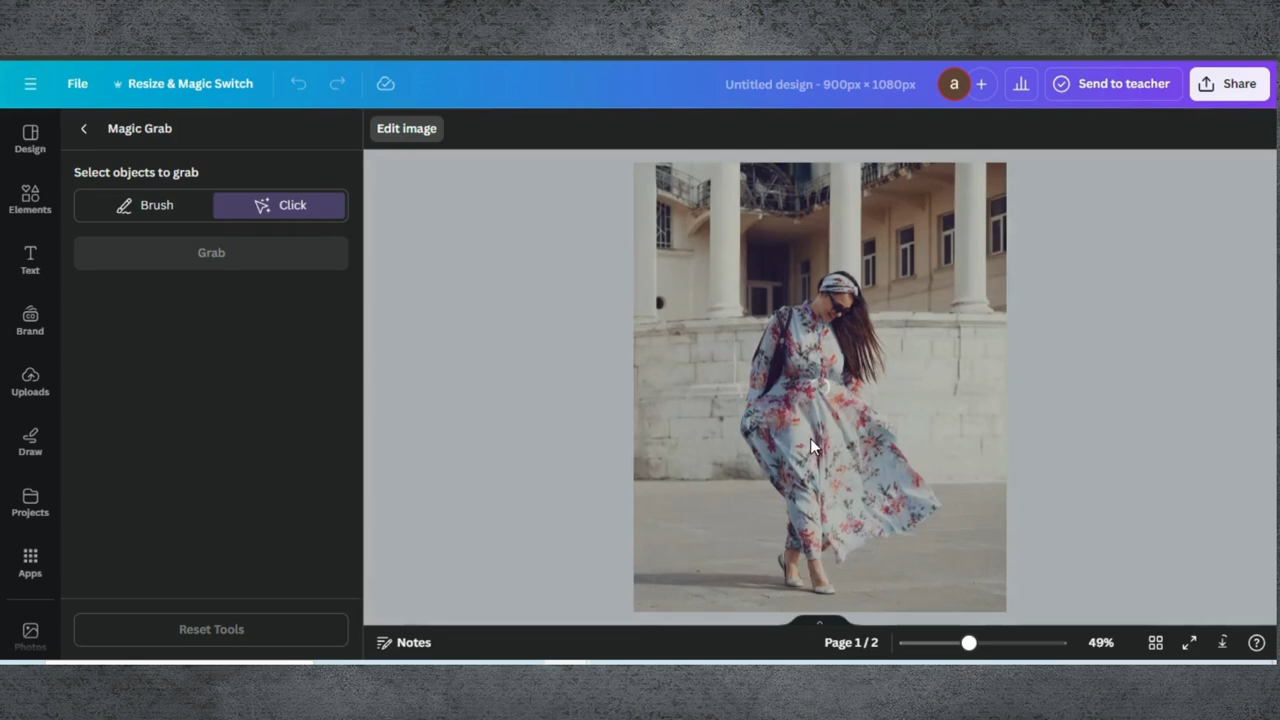 File
Resize & Magic Switch
Untitled design - 900px × 1080px
a
Send to teacher
Share
Design
Elements
Text
Brand
Uploads
Draw
Projects
Apps
Photos
Magic Grab
Select objects to grab
Brush
Click
Grab
Reset Tools
Edit image
Notes
Page 1 / 2
49%